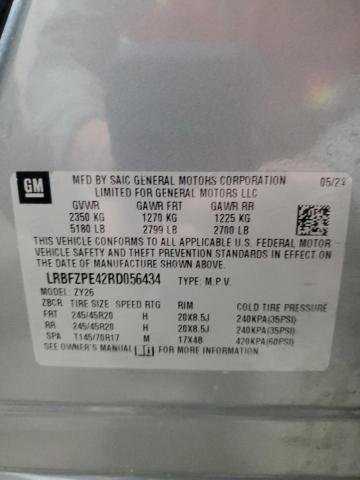 GM
MFD BY SAIC GENERAL MOTORS CORPORATION 05/23
LIMITED FOR GENERAL MOTORS LLC
GVWR GAWR FRT GAWR RR
2350 KG 1270 KG 1225 KG
5180 LB 2799 LB 2700 LB
THIS VEHICLE CONFORMS TO ALL APPLICABLE U.S. FEDERAL MOTOR
VEHICLE SAFETY AND THEFT PREVENTION STANDARDS IN EFFECT
ON THE DATE OF MANUFACTURE SHOWN ABOVE.
LRBFZPE42RD056434 TYPE: M.P.V.
MODEL: ZY26
ZBCR TIRE SIZE SPEED RTG RIM COLD TIRE PRESSURE
FRT 245/45R20 H 20X8.5J 240KPA(35PSI)
RR 245/45R20 H 20X8.5J 240KPA(35PSI)
SPA T145/70R17 M 17X4B 420KPA(60PSI)
SEE OWNER'S MANUAL FOR MORE INFORMATION.